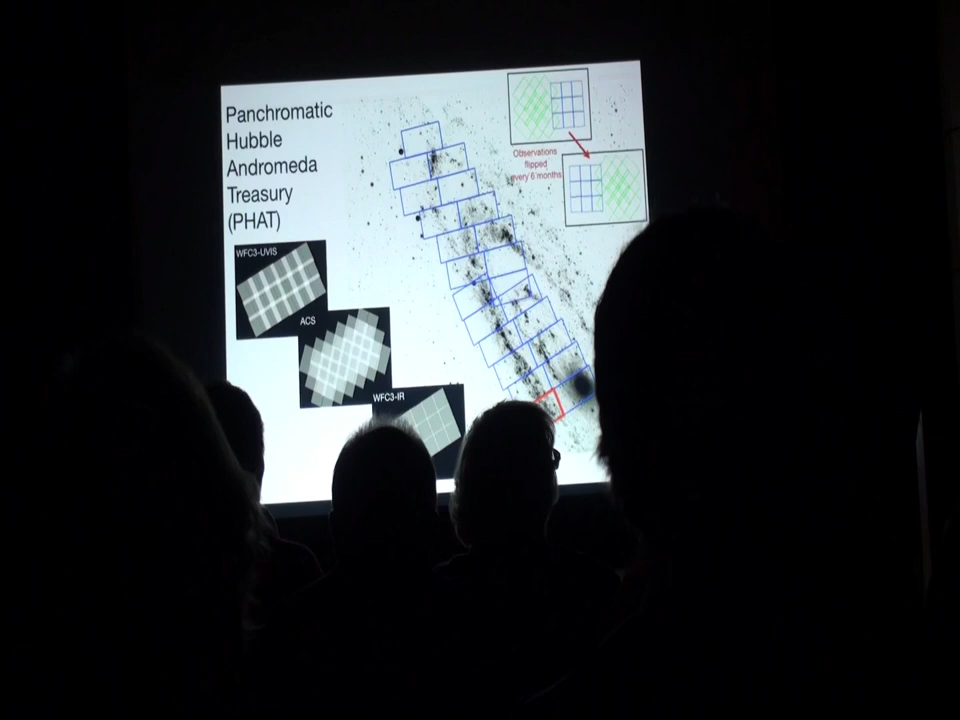 Panchromatic
Hubble
Andromeda
Treasury
(PHAT)
Observations
flipped
every 6 months
WFC3-UVIS
ACS
WFC3-IR